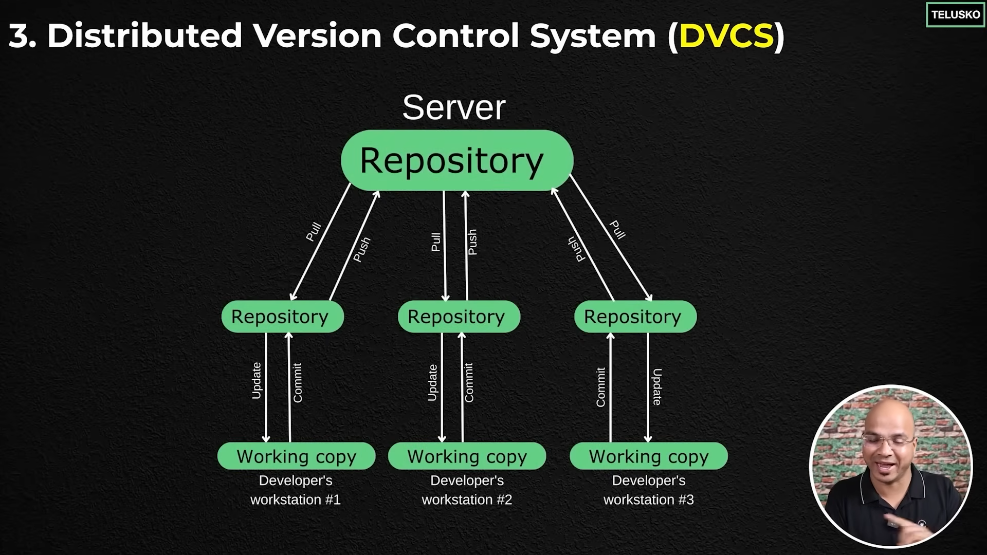 TELUSKO
3. Distributed Version Control System (DVCS)
Server
Repository
Pull
Push
Pull
Push
Push
Pull
Repository
Repository
Repository
Update
Commit
Update
Commit
Commit
Update
Working copy
Working copy
Working copy
Developer's
workstation #1
Developer's
workstation #2
Developer's
workstation #3